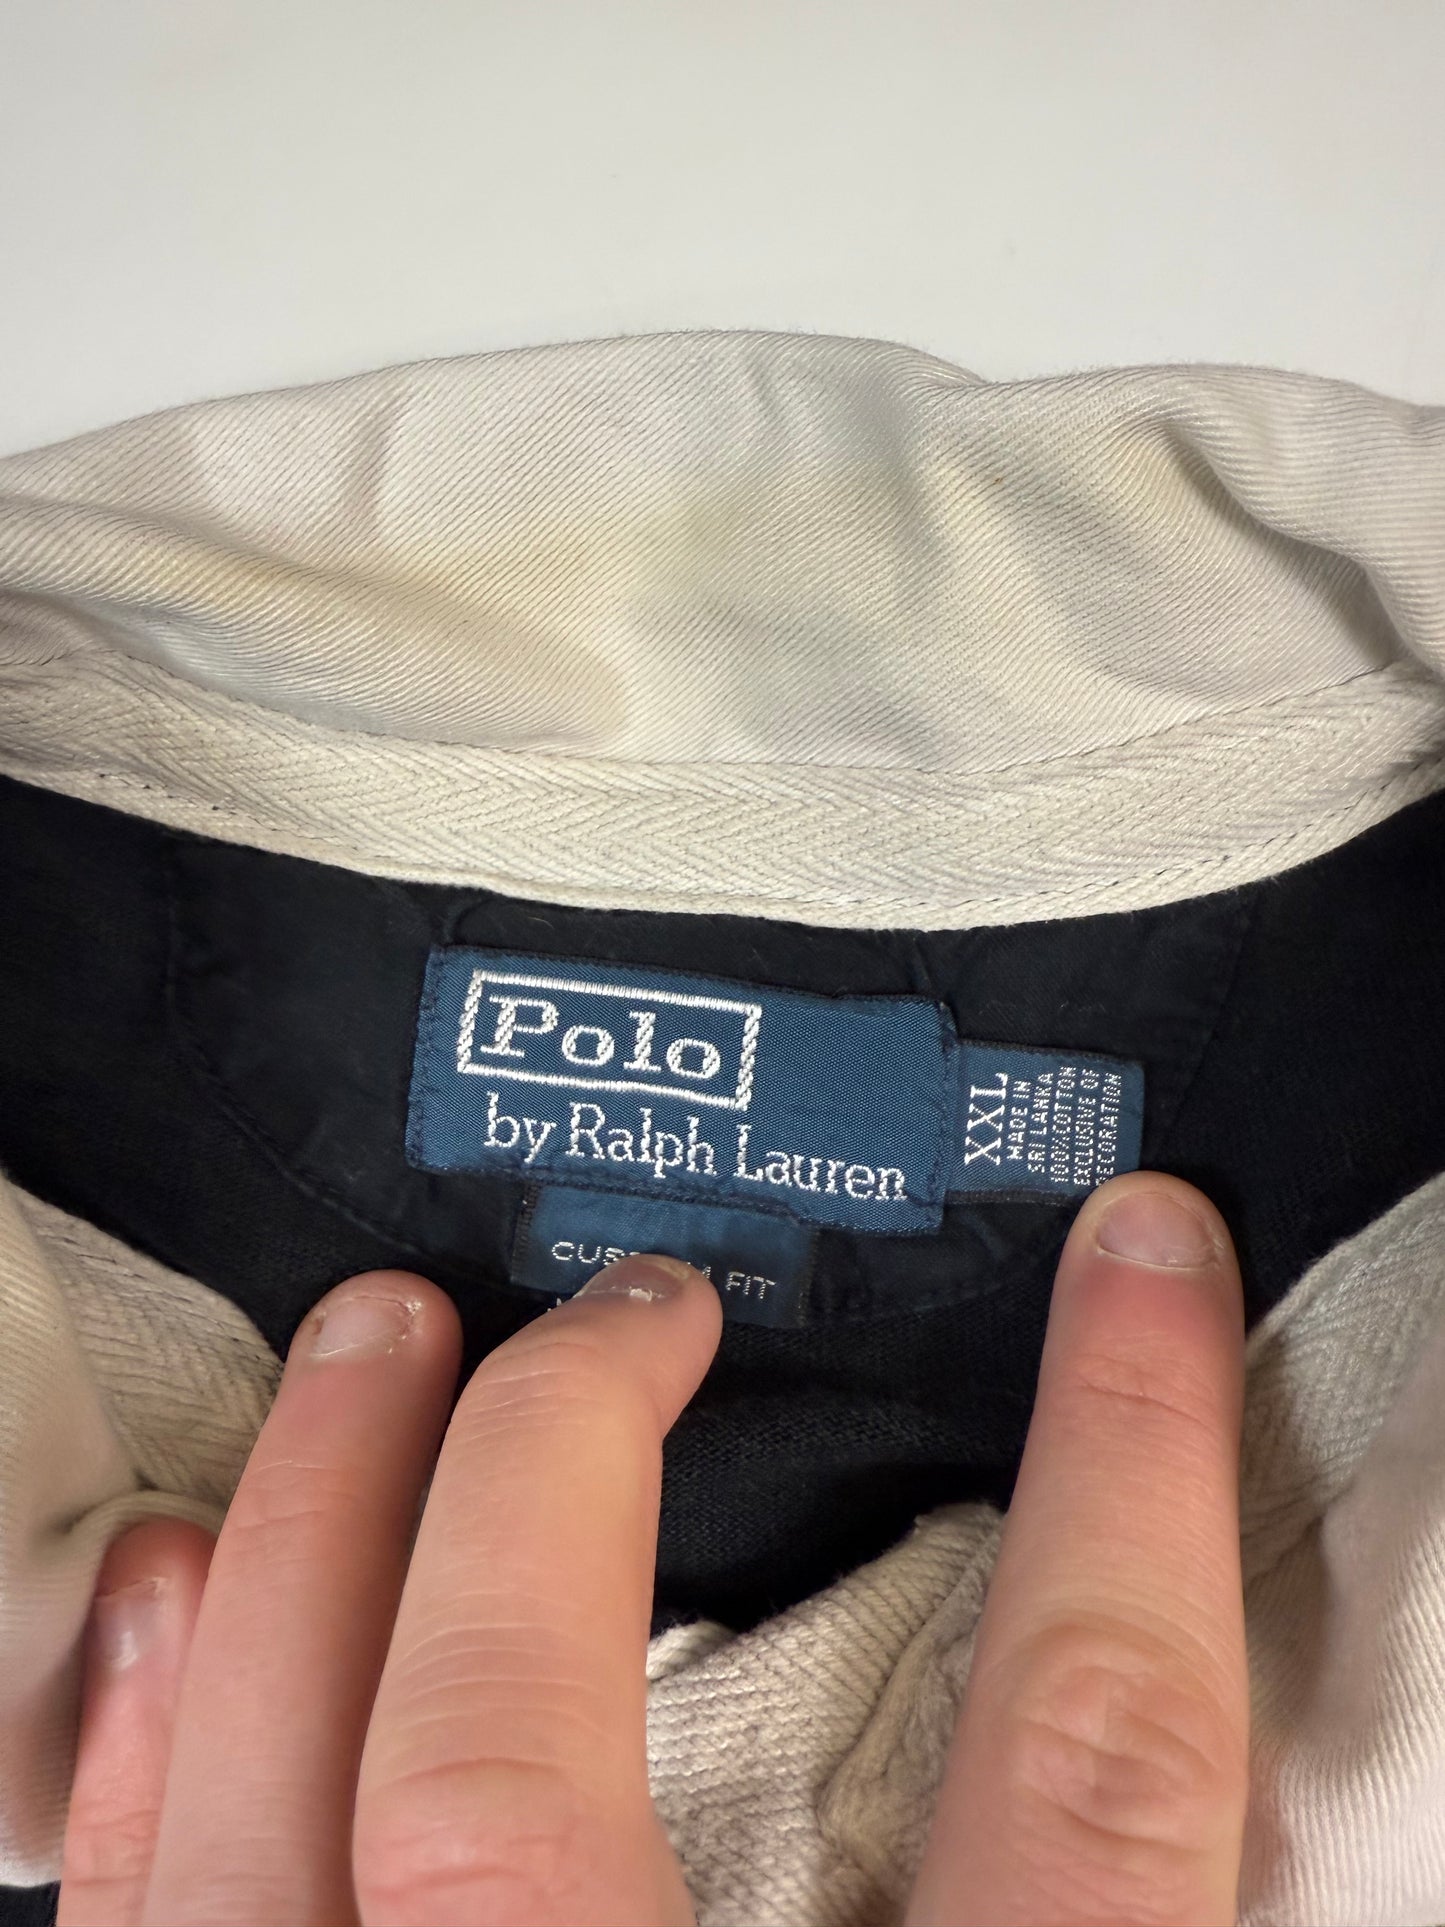 Polo
by Ralph Lauren
XXL
MADE IN
SRI LANKA
100% COTTON
EXCLUSIVE OF
DECORATION
FIT